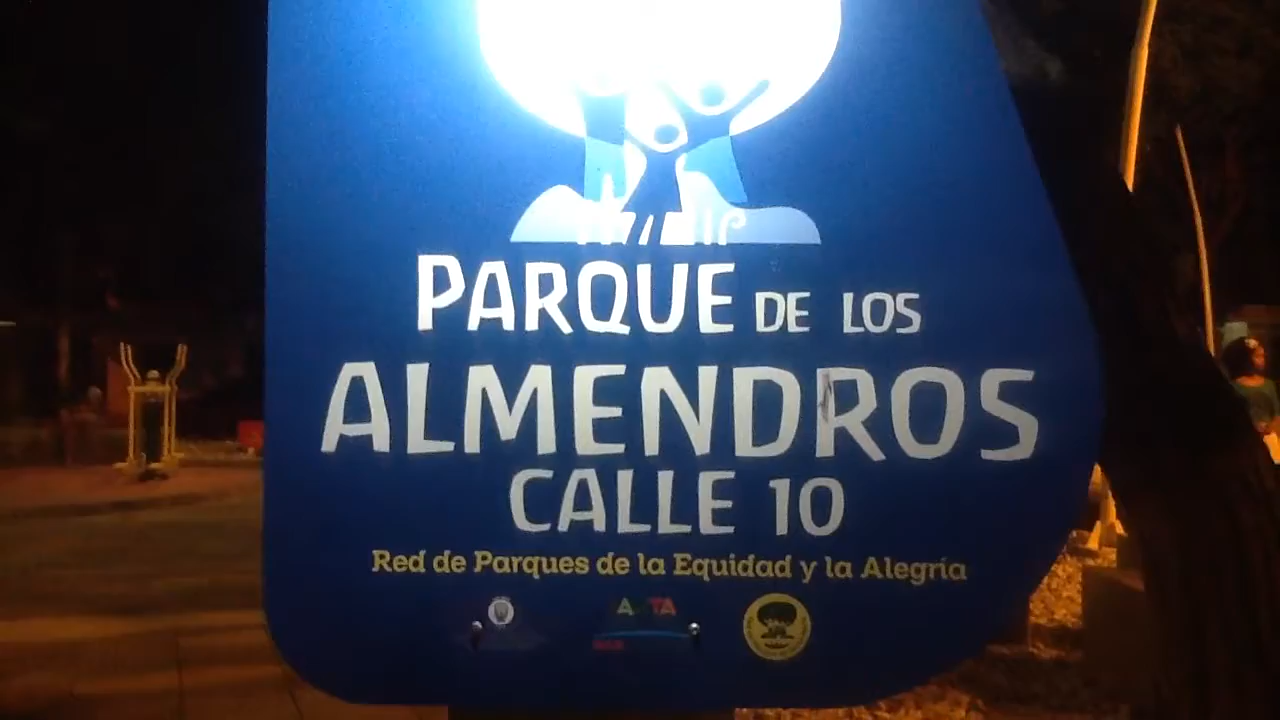 PARQUE DE LOS
ALMENDROS
CALLE 10
Red de Parques de la Equidad y la Alegría